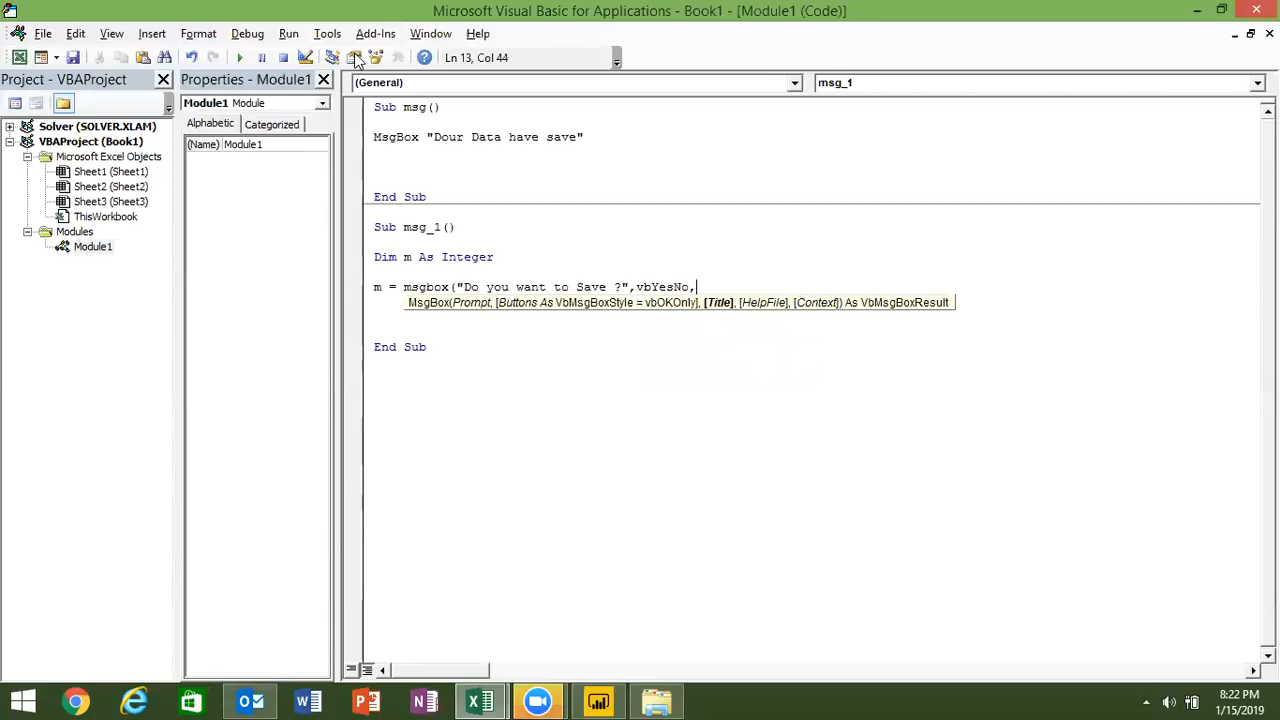 Microsoft Visual Basic for Applications - Book1 - [Module1 (Code)]
File Edit View Insert Format Debug Run Tools Add-Ins Window Help
Ln 13, Col 44
Project - VBAProject
Properties - Module1
(General)
msg_1
Module1 Module
Alphabetic Categorized
(Name) Module1
Solver (SOLVER.XLAM)
VBAProject (Book1)
Microsoft Excel Objects
Sheet1 (Sheet1)
Sheet2 (Sheet2)
Sheet3 (Sheet3)
ThisWorkbook
Modules
Module1
Sub msg()
MsgBox "Dour Data have save"
End Sub
Sub msg_1()
Dim m As Integer
m = msgbox("Do you want to Save ?",vbYesNo,
MsgBox(Prompt, [Buttons As VbMsgBoxStyle = vbOKOnly], [Title], [HelpFile], [Context]) As VbMsgBoxResult
End Sub
8:22 PM
1/15/2019